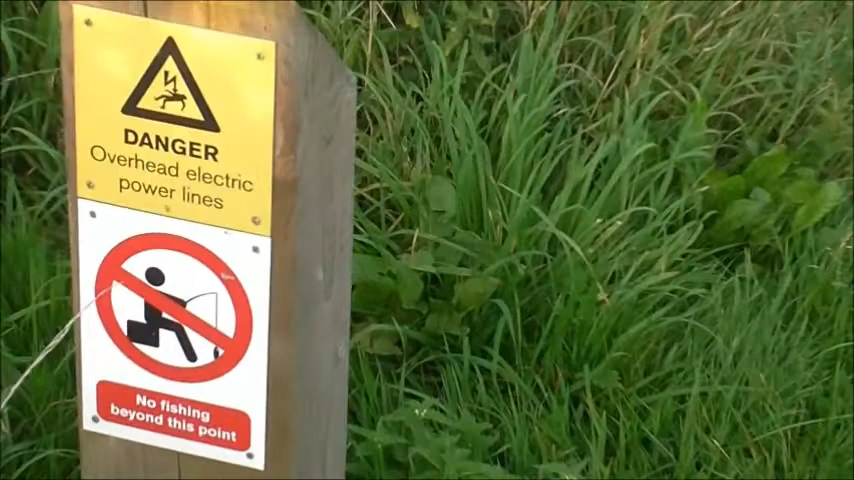 DANGER
Overhead electric
power lines
No fishing
beyond this point